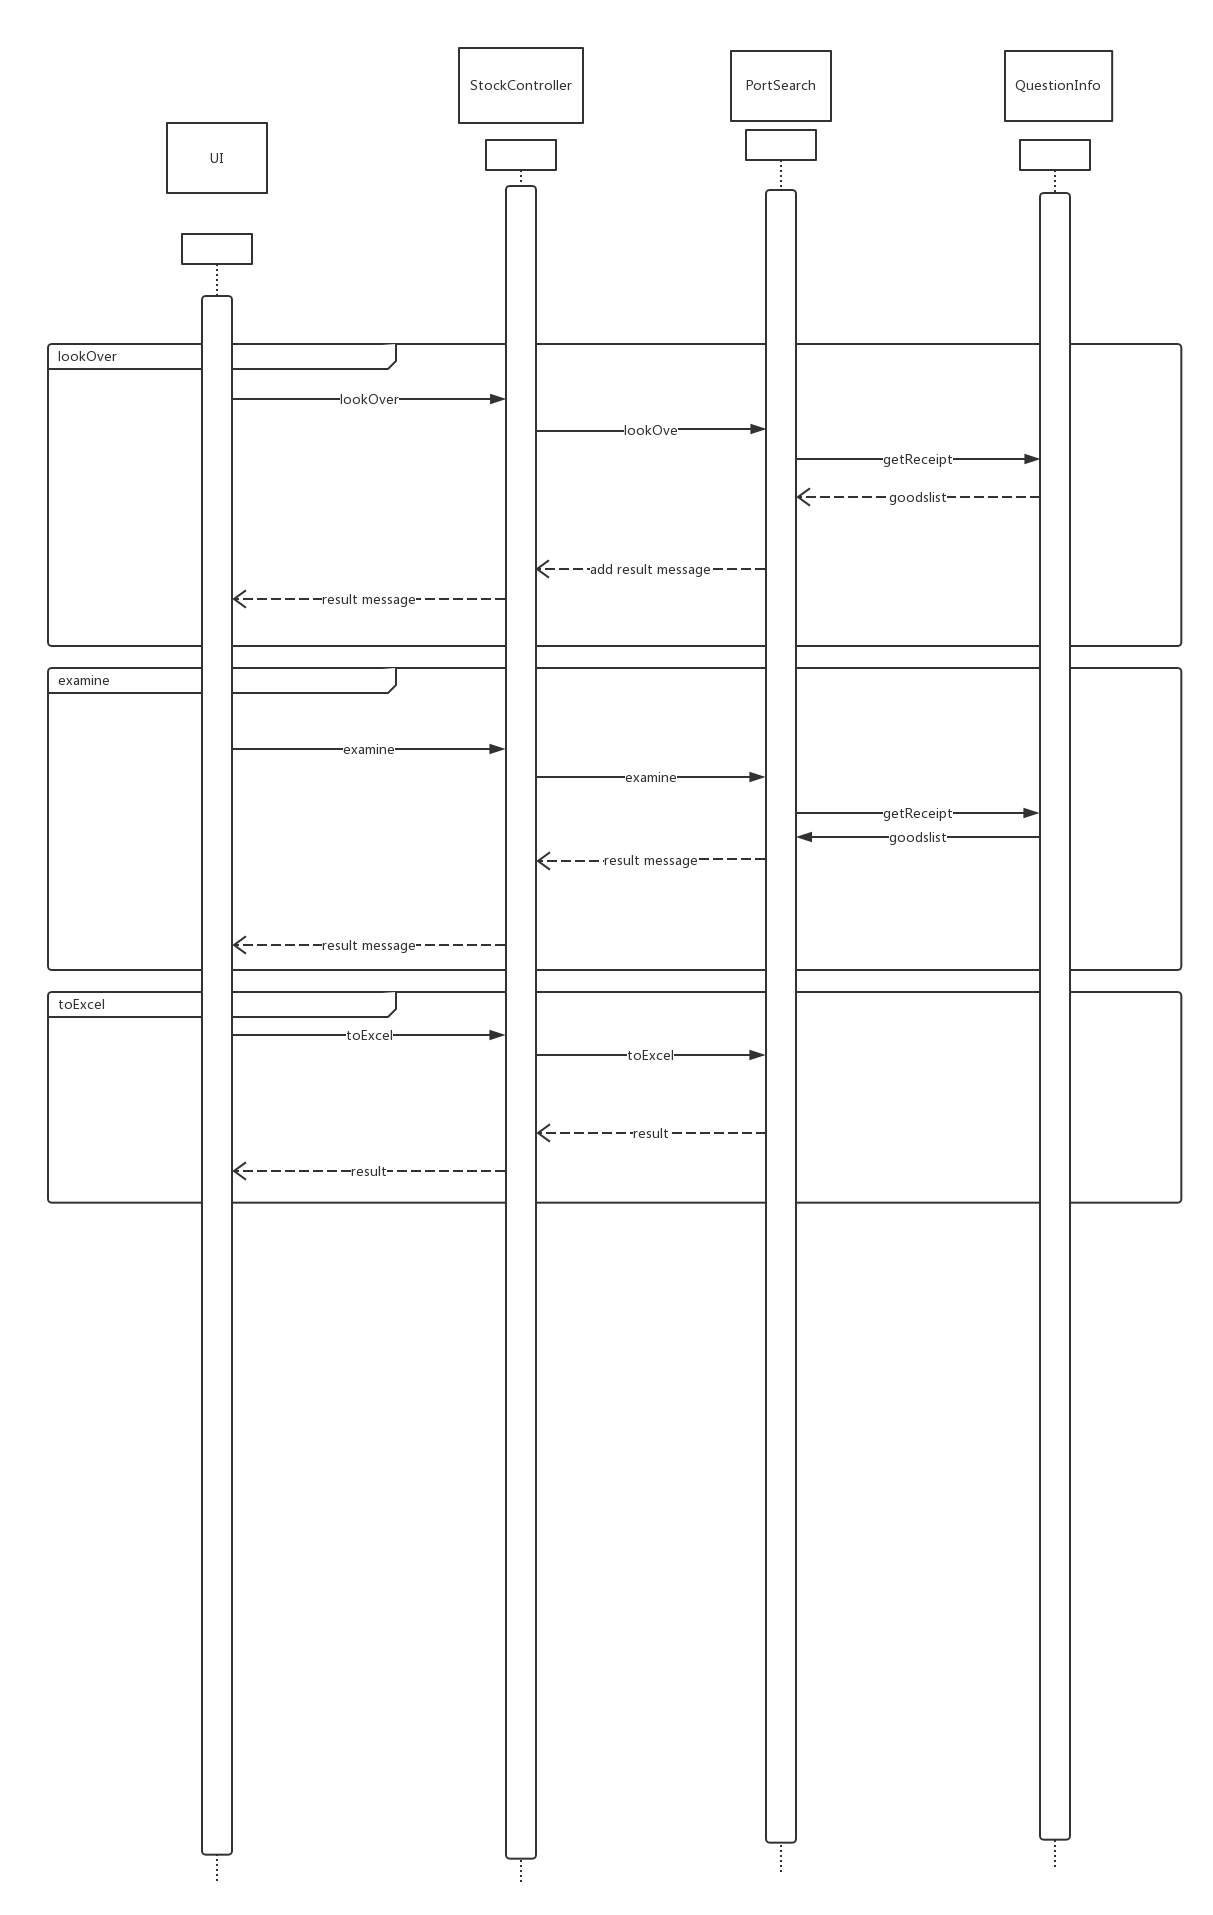 StockController
PortSearch
QuestionInfo
UI
lookOver
lookOver
lookOve
getReceipt
goodslist
add result message
result message
examine
examine
examine
getReceipt
goodslist
result message
result message
toExcel
toExcel
toExcel
result
result